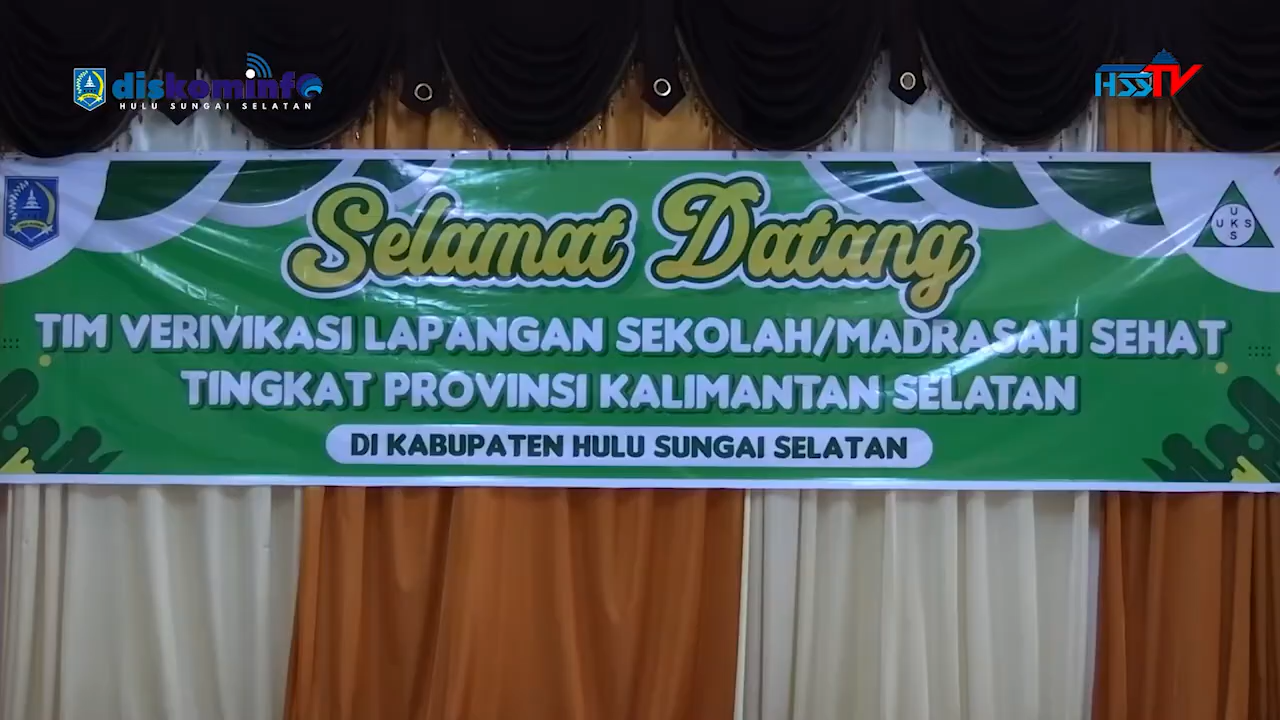 diskominfo
HULU SUNGAI SELATAN
HSSTV
Selamat Datang
U
UKS
S
TIM VERIVIKASI LAPANGAN SEKOLAH/MADRASAH SEHAT
TINGKAT PROVINSI KALIMANTAN SELATAN
DI KABUPATEN HULU SUNGAI SELATAN